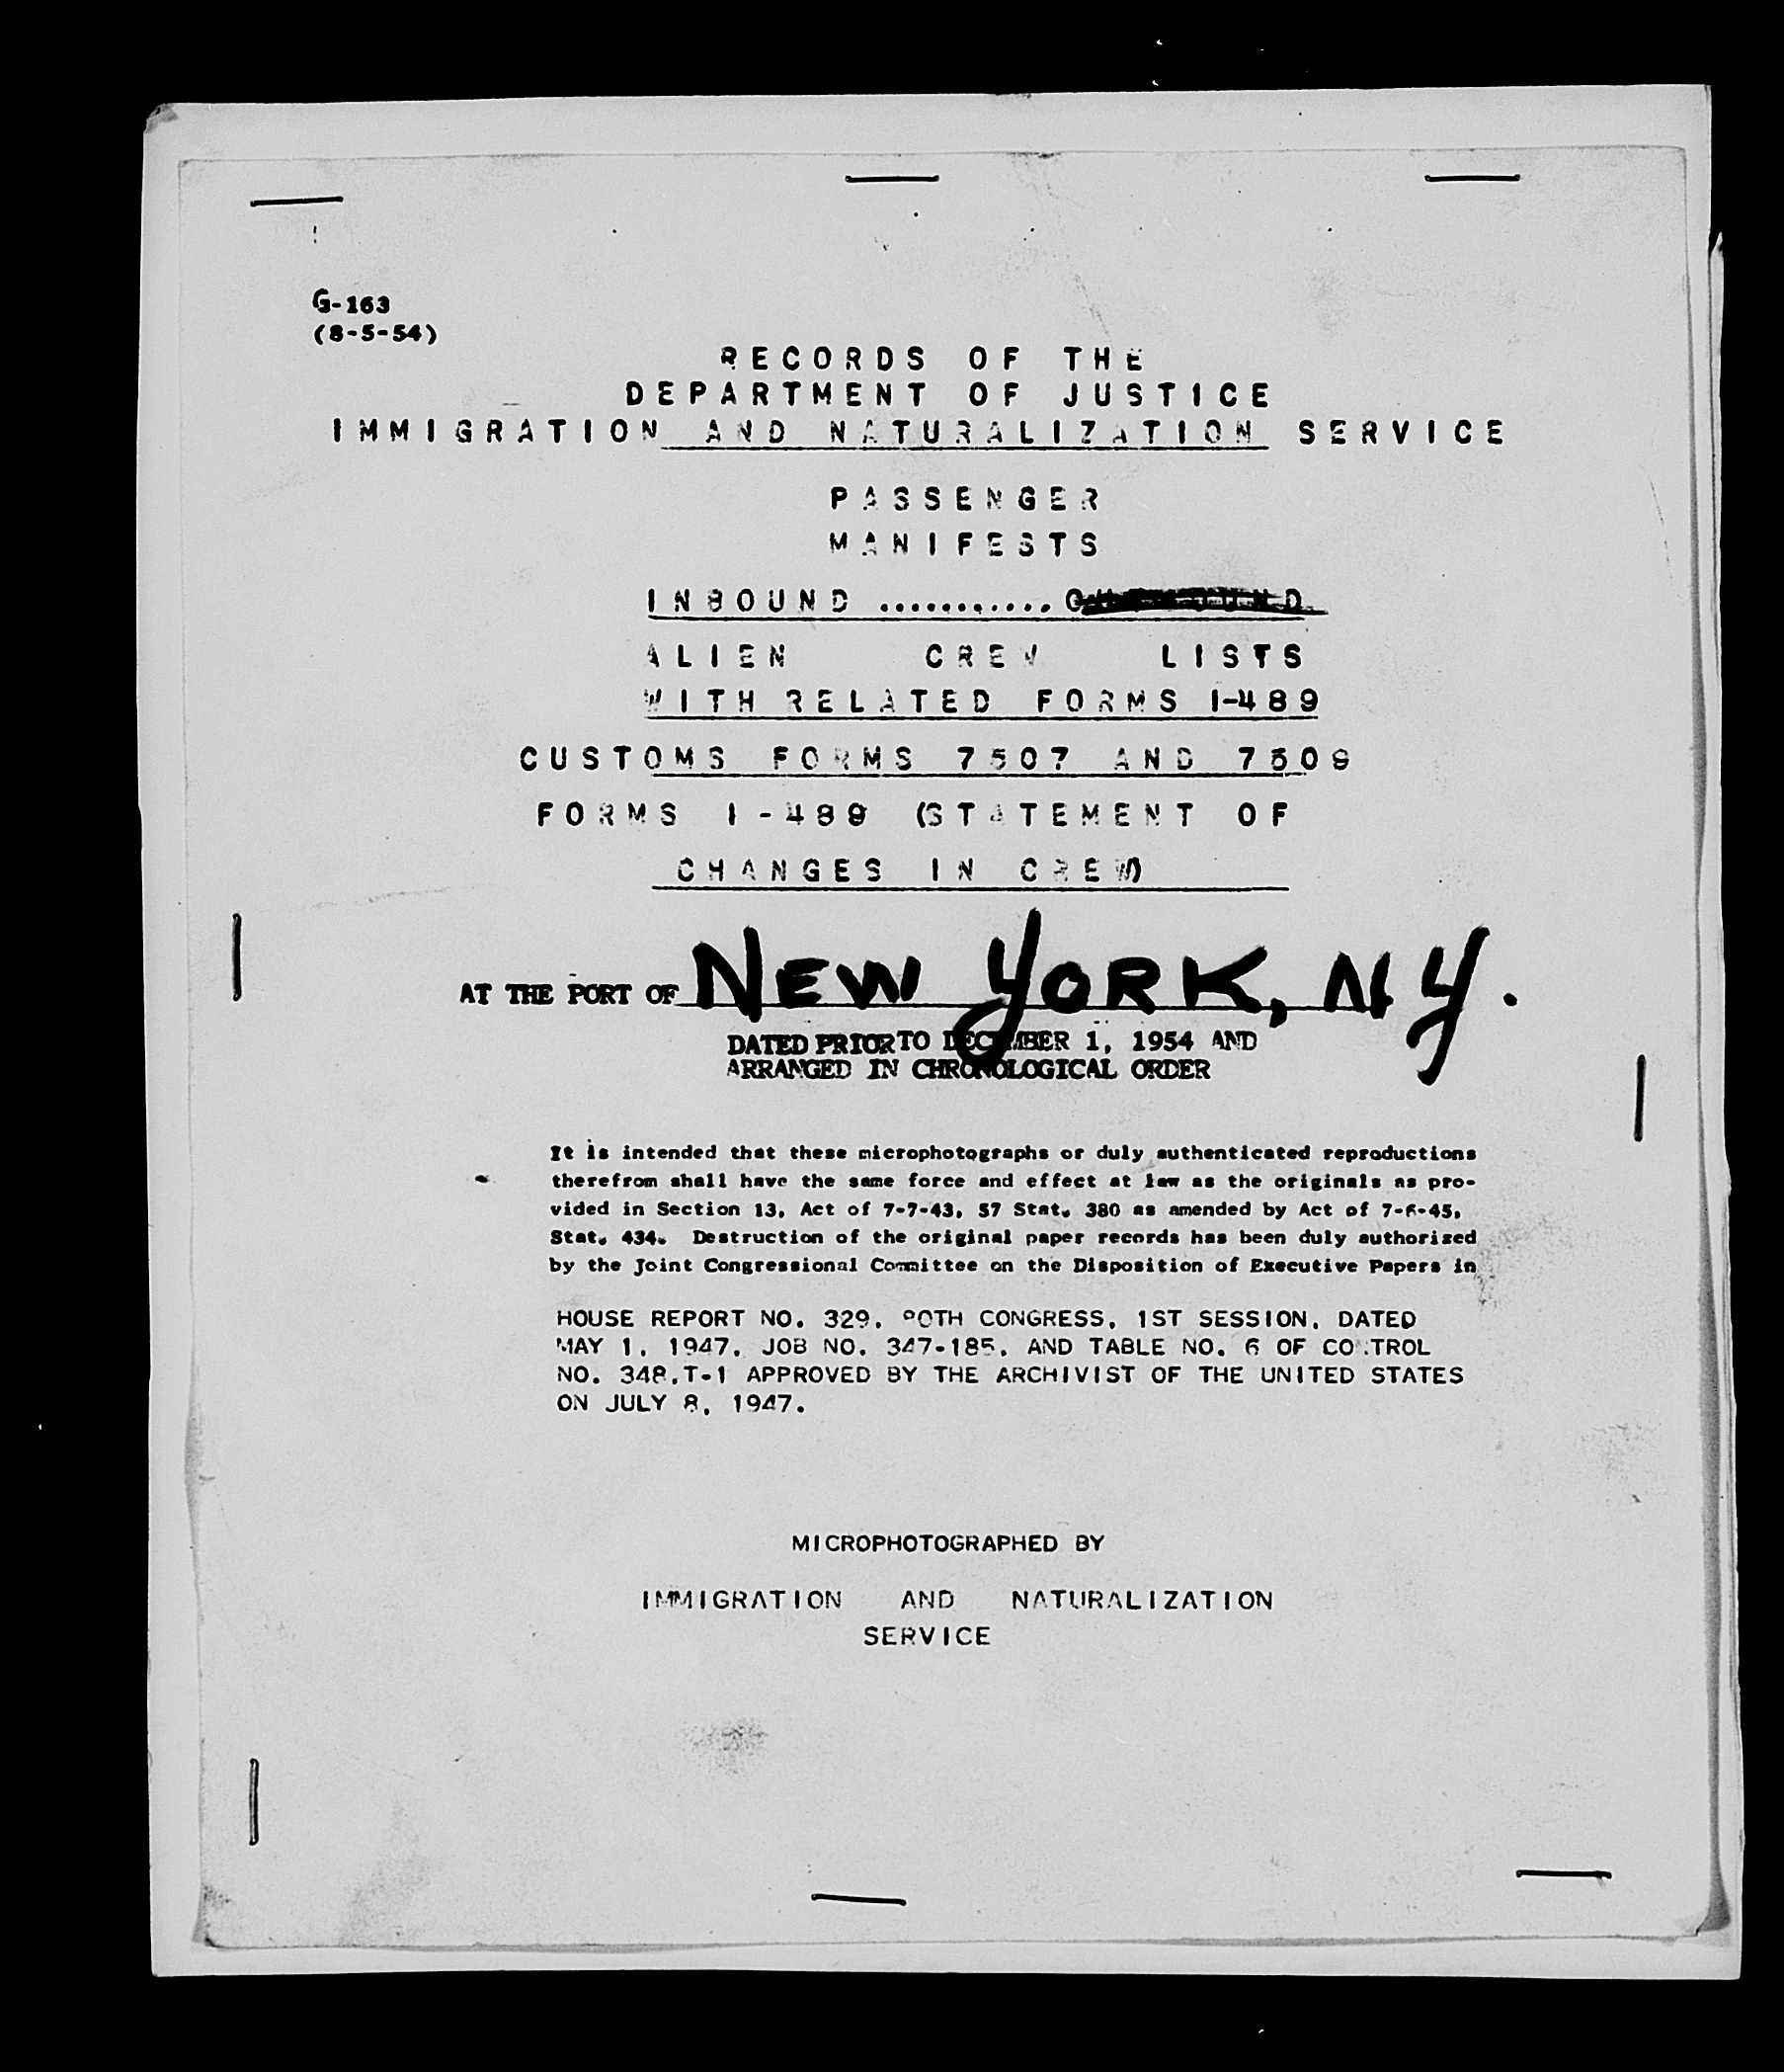 G-163
(8-5-54)
RECORDS OF THE
DEPARTMENT OF JUSTICE
IMMIGRATION AND NATURALIZATION SERVICE
PASSENGER
MANIFESTS
INBOUND ...........OUTBOUND
ALIEN CREW LISTS
WITH RELATED FORMS I-489
CUSTOMS FORMS 7507 AND 7509
FORMS I-489 (STATEMENT OF
CHANGES IN CREW)
AT THE PORT OF NEW YORK, NY.
DATED PRIOR TO DECEMBER 1, 1954 AND
ARRANGED IN CHRONOLOGICAL ORDER
It is intended that these microphotographs or duly authenticated reproductions
therefrom shall have the same force and effect at law as the originals as pro-
vided in Section 13, Act of 7-7-43, 57 Stat. 380 as amended by Act of 7-6-45,
Stat. 434. Destruction of the original paper records has been duly authorized
by the Joint Congressional Committee on the Disposition of Executive Papers in
HOUSE REPORT NO. 329, 80TH CONGRESS, 1ST SESSION, DATED
MAY 1, 1947, JOB NO. 347-185, AND TABLE NO. 6 OF CONTROL
NO. 348,T-1 APPROVED BY THE ARCHIVIST OF THE UNITED STATES
ON JULY 8, 1947.
MICROPHOTOGRAPHED BY
IMMIGRATION AND NATURALIZATION
SERVICE